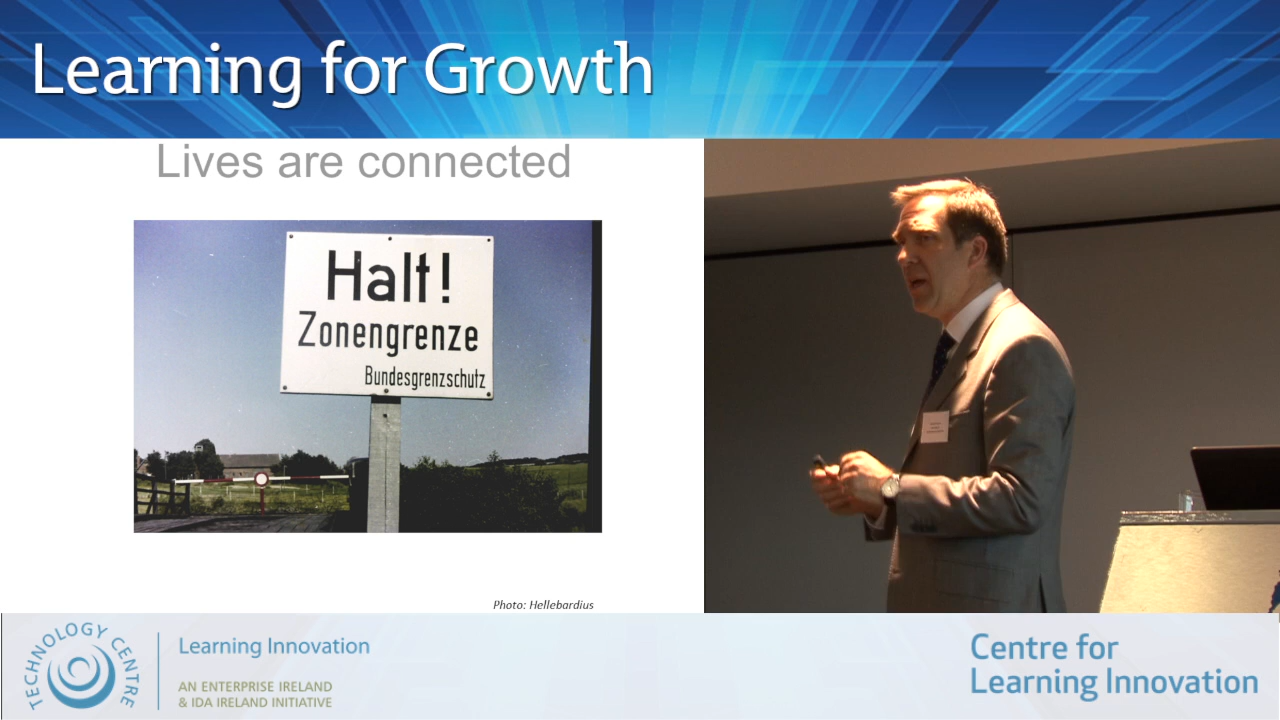 Learning for Growth
Lives are connected
Halt!
Zonengrenze
Bundesgrenzschutz
Photo: Hellebardius
TECHNOLOGY CENTRE
Learning Innovation
AN ENTERPRISE IRELAND
& IDA IRELAND INITIATIVE
Centre for
Learning Innovation